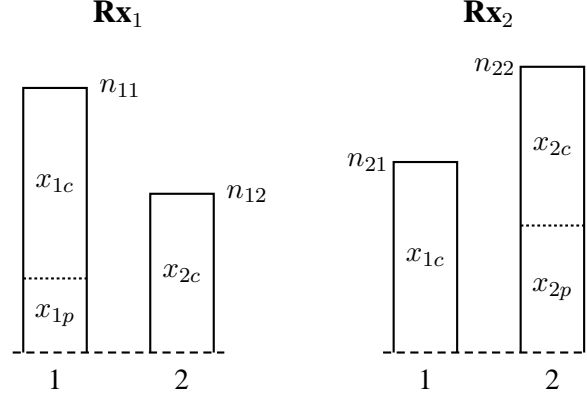 Rx₁
n₁₁
x₁c
n₁₂
x₂c
x₁p
1 2
Rx₂
n₂₂
x₂c
n₂₁
x₁c
x₂p
1 2